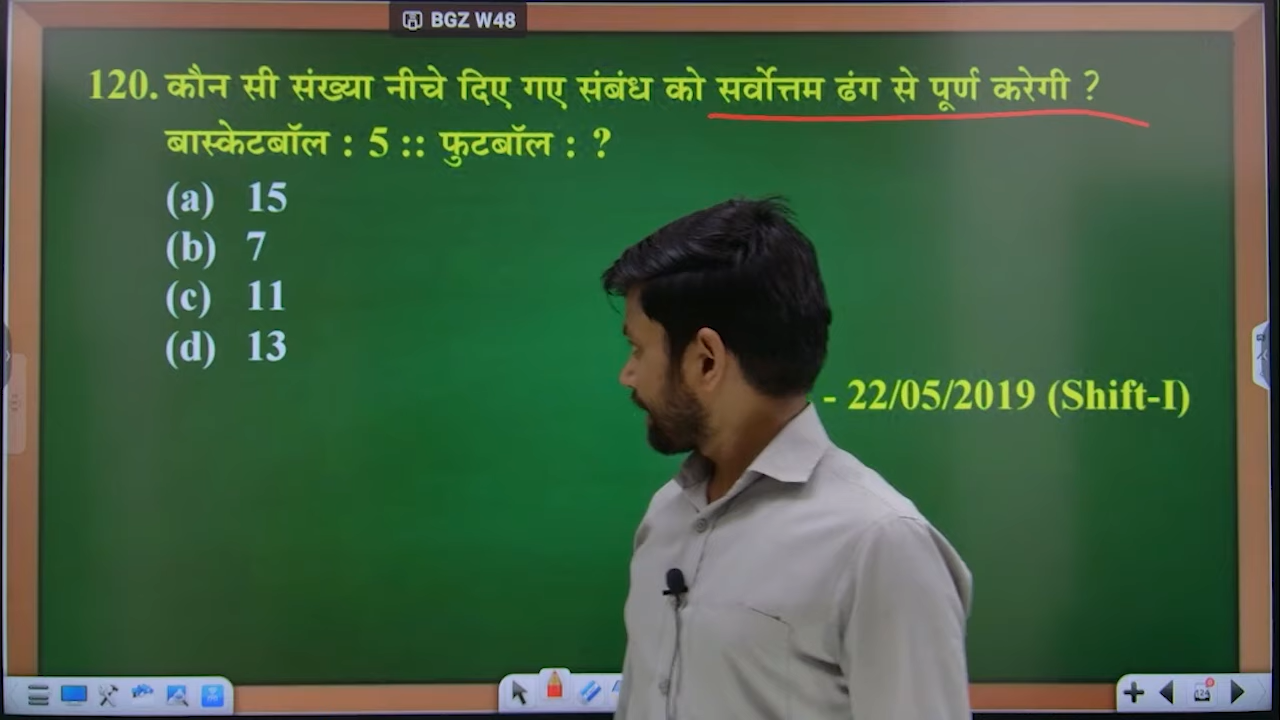 BGZ W48
120. कौन सी संख्या नीचे दिए गए संबंध को सर्वोत्तम ढंग से पूर्ण करेगी ?
बास्केटबॉल : 5 :: फुटबॉल : ?
(a) 15
(b) 7
(c) 11
(d) 13
- 22/05/2019 (Shift-I)